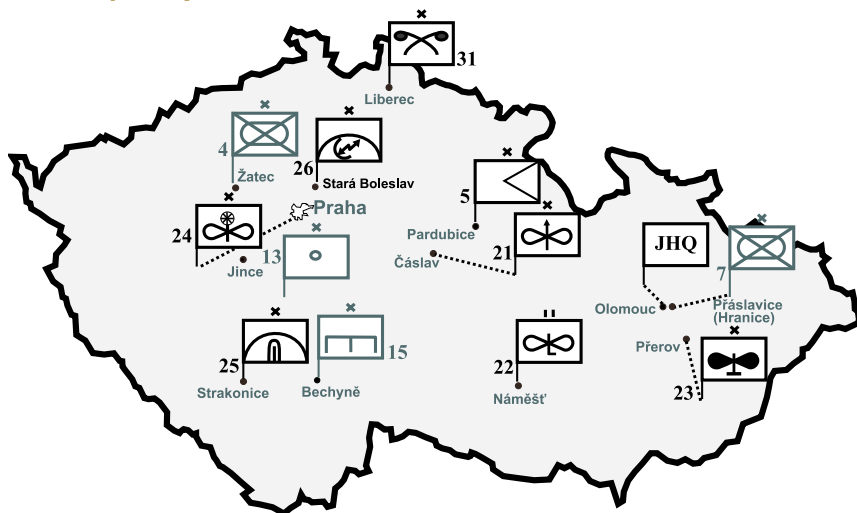 31
Liberec
4
Žatec
26
Stará Boleslav
24
Praha
Jince
13
5
Pardubice
21
Čáslav
JHQ
7
Olomouc
Přáslavice
(Hranice)
Přerov
23
25
Strakonice
15
Bechyně
22
Náměšť